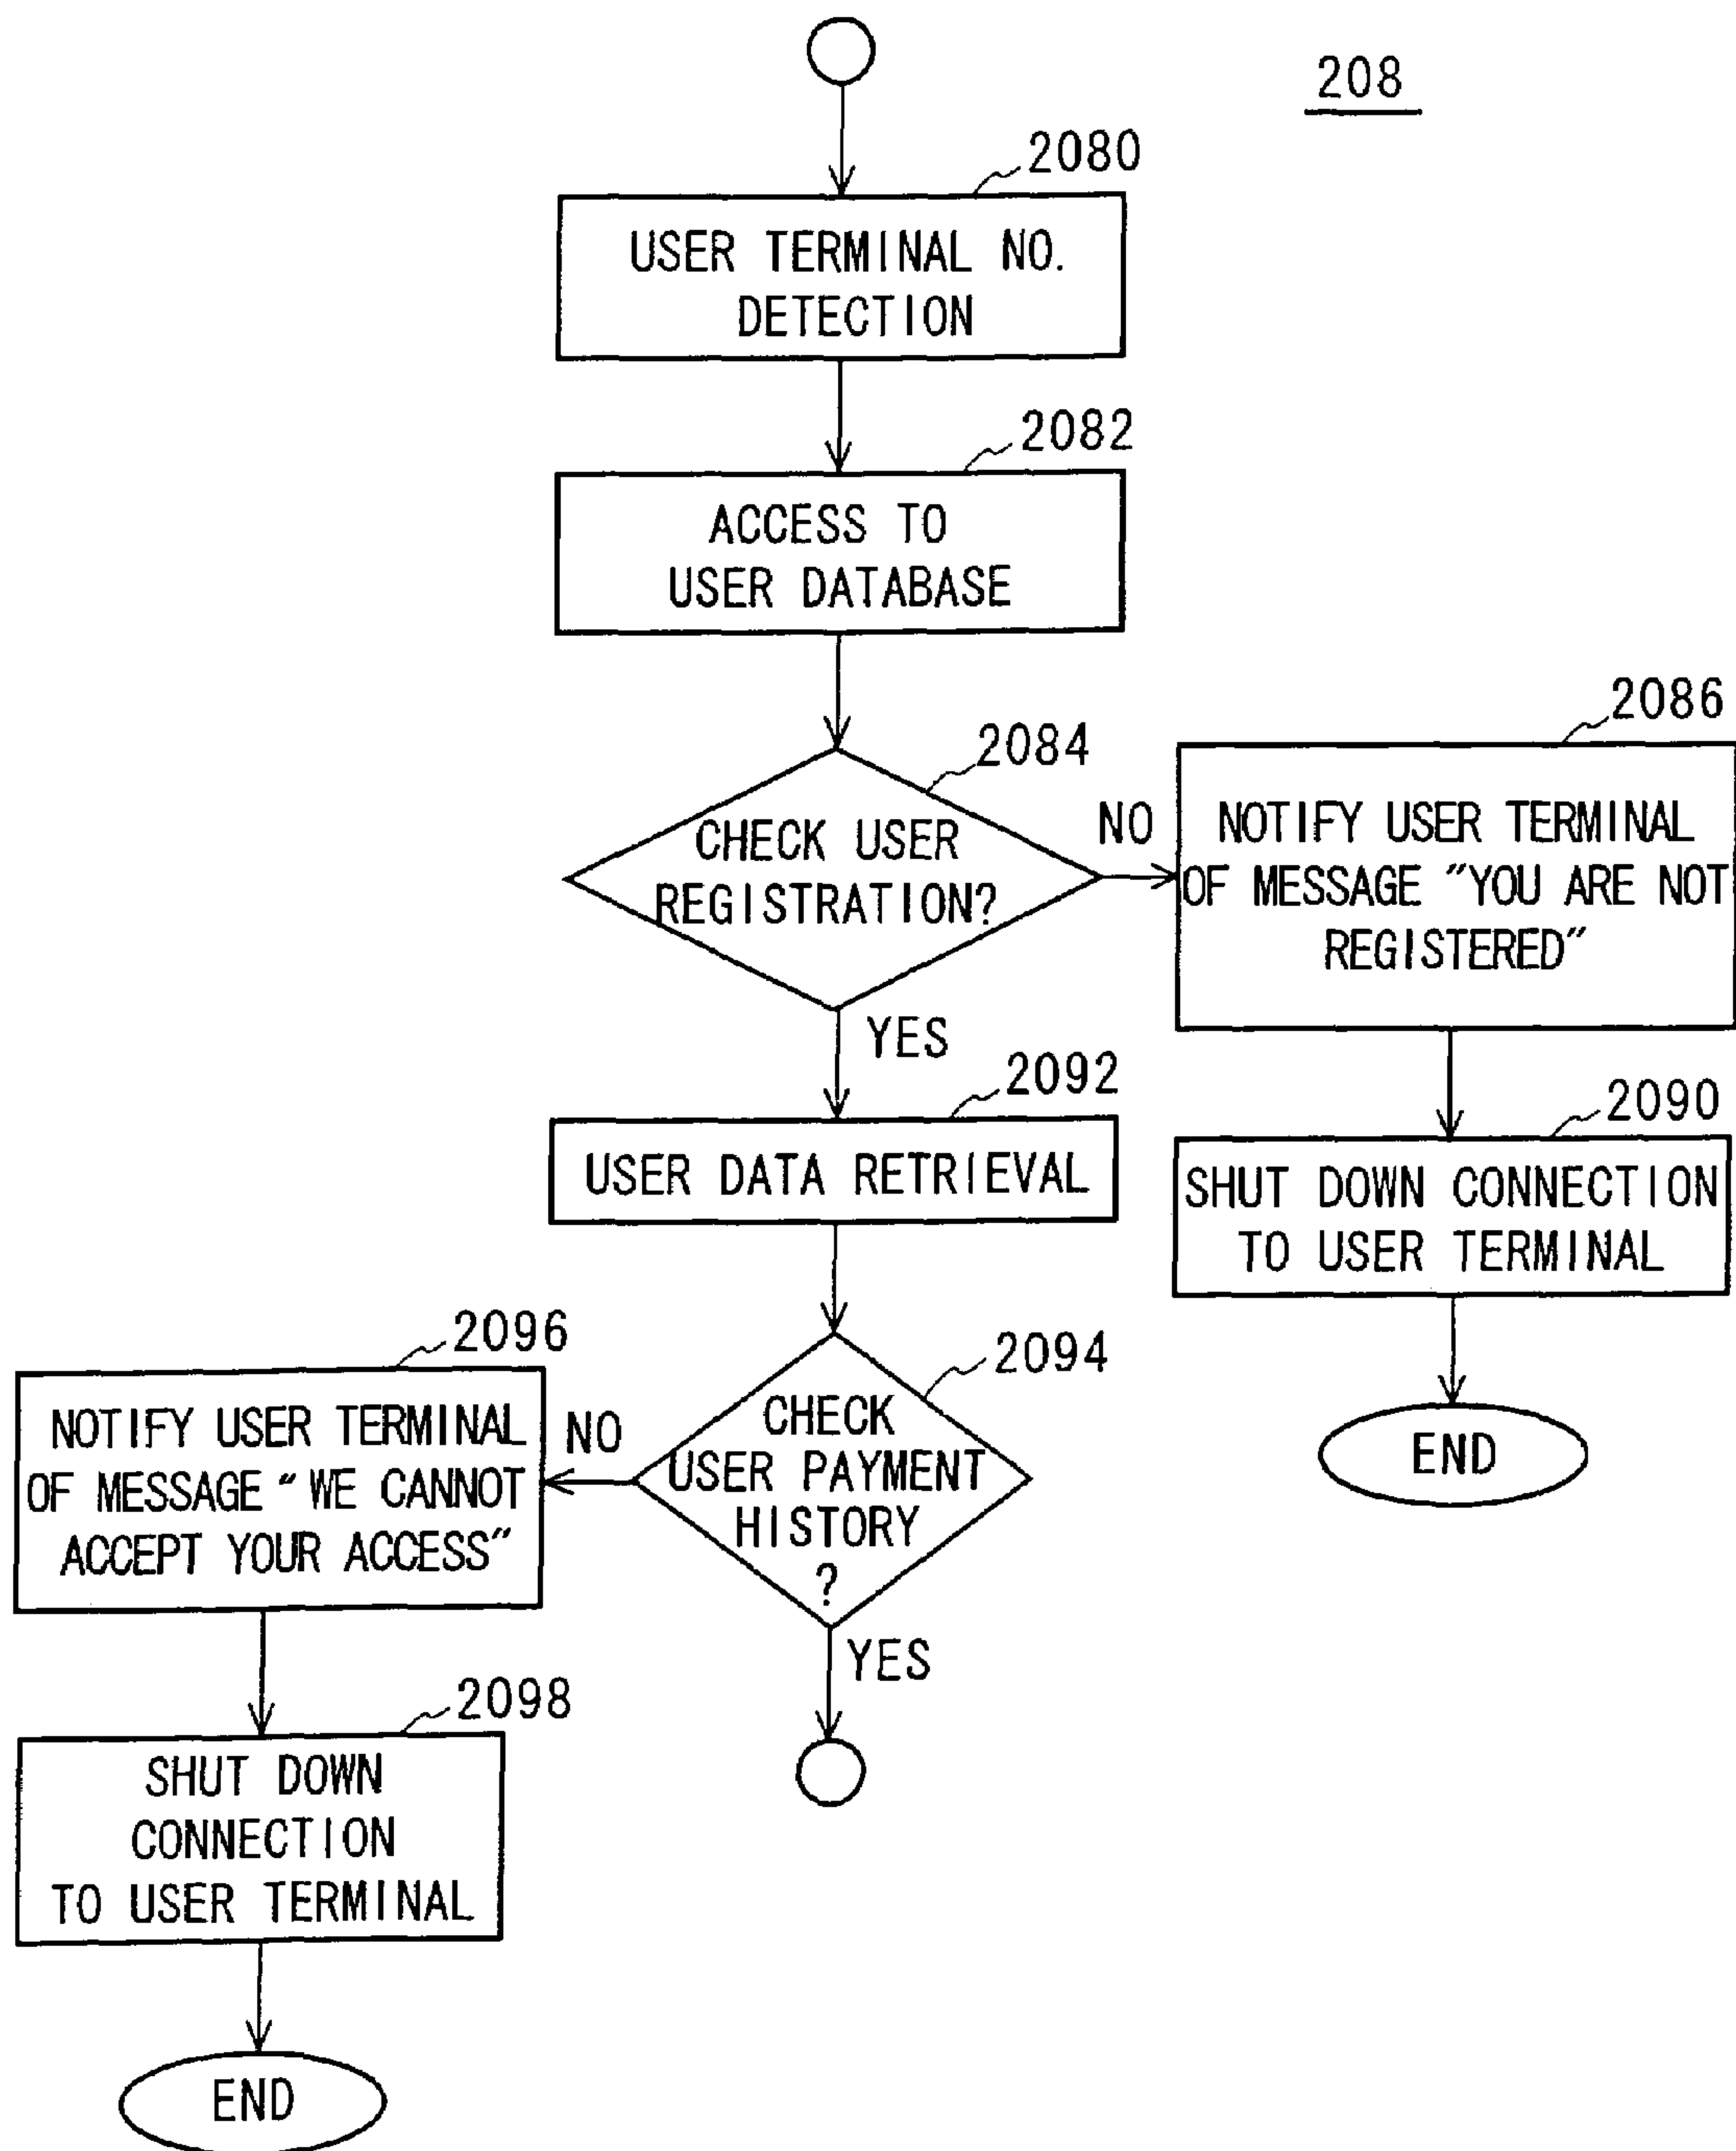 208
2080
USER TERMINAL NO.
DETECTION
2082
ACCESS TO
USER DATABASE
2084
CHECK USER
REGISTRATION?
NO
2086
NOTIFY USER TERMINAL
OF MESSAGE "YOU ARE NOT
REGISTERED"
YES
2090
SHUT DOWN CONNECTION
TO USER TERMINAL
END
2092
USER DATA RETRIEVAL
2094
CHECK
USER PAYMENT
HISTORY
?
NO
2096
NOTIFY USER TERMINAL
OF MESSAGE "WE CANNOT
ACCEPT YOUR ACCESS"
YES
2098
SHUT DOWN
CONNECTION
TO USER TERMINAL
END